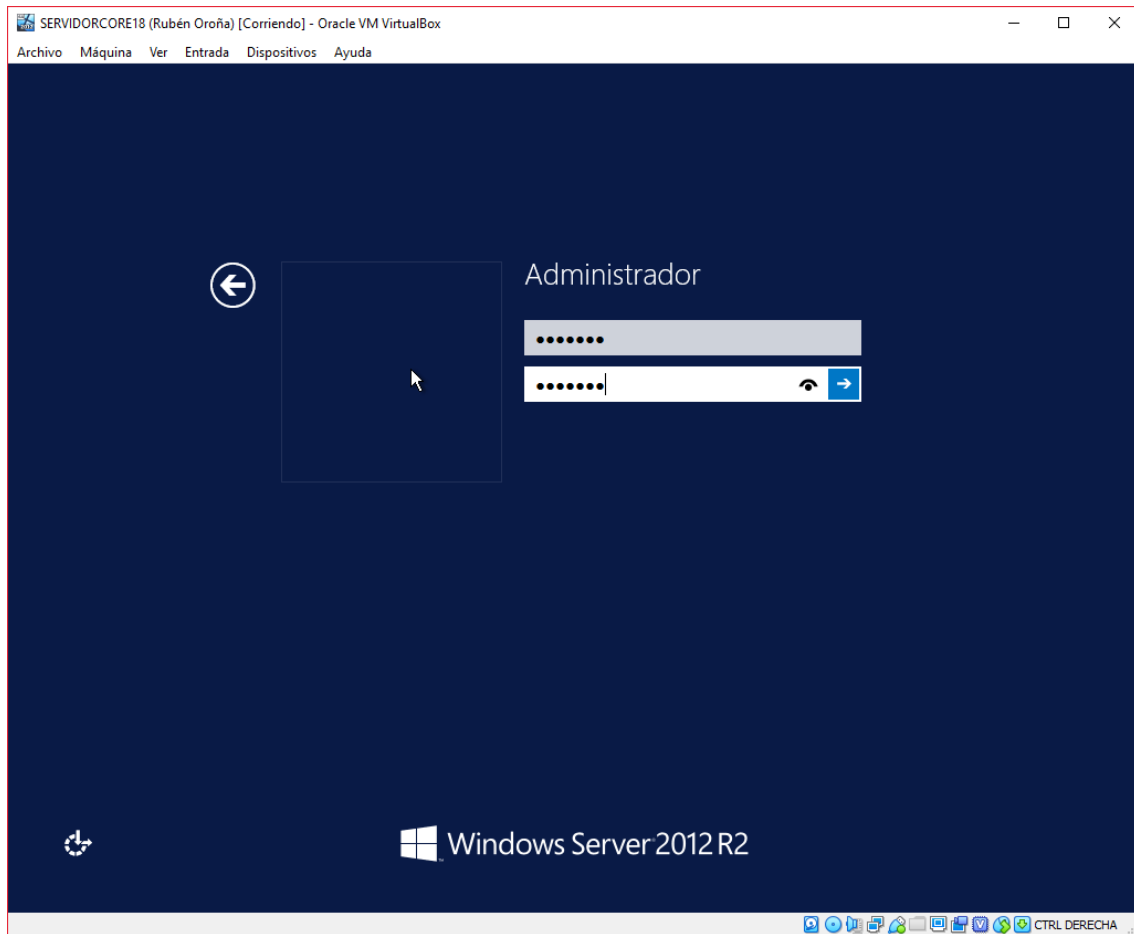 SERVIDORCORE18 (Rubén Oroña) [Corriendo] - Oracle VM VirtualBox
Archivo Máquina Ver Entrada Dispositivos Ayuda
Administrador
•••••••
•••••••
Windows Server 2012 R2
CTRL DERECHA